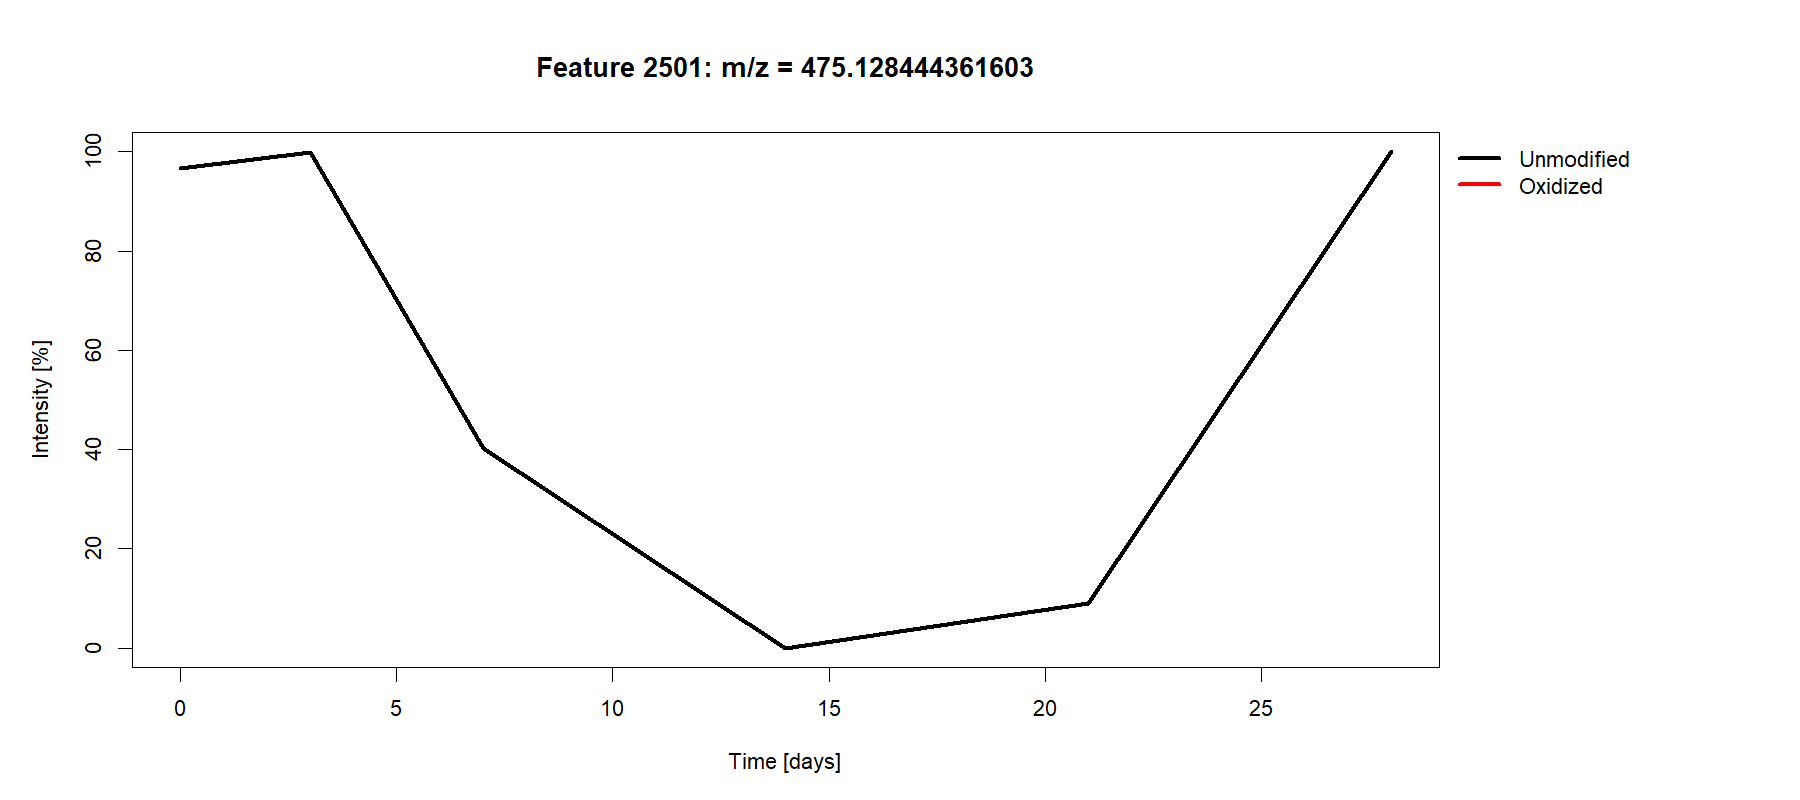 Feature 2501: m/z = 475.128444361603
Unmodified
Oxidized
100
80
60
40
20
0
Intensity [%]
0 5 10 15 20 25
Time [days]